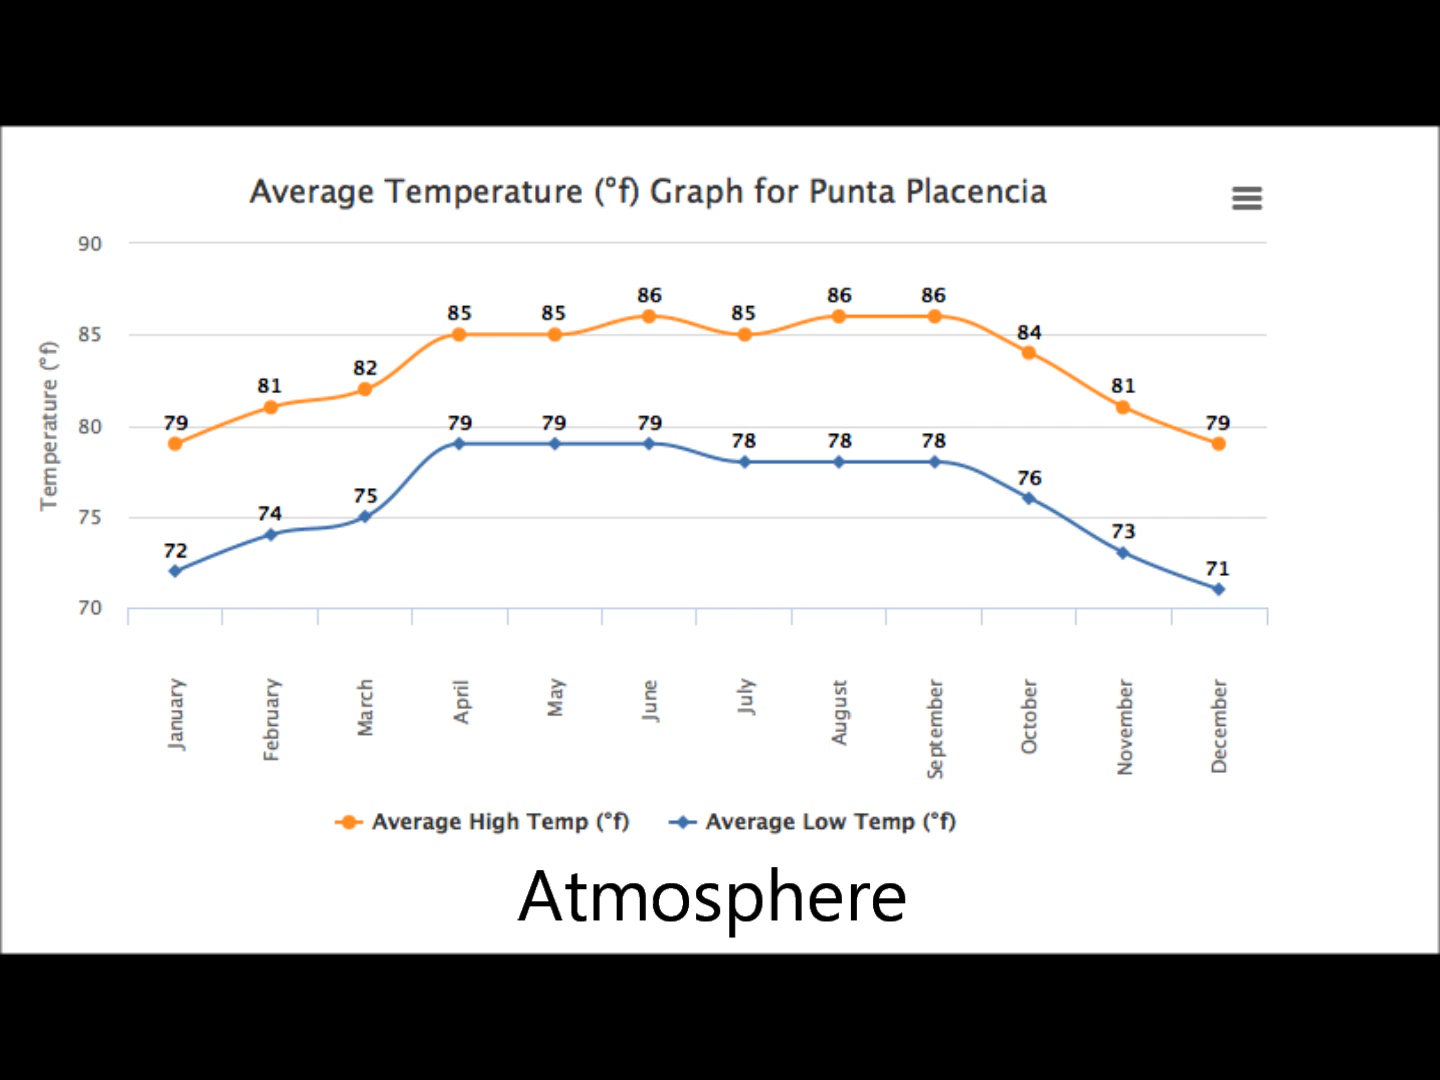 Average Temperature (°f) Graph for Punta Placencia
90
85
80
75
70
Temperature (°f)
79
81
82
85
85
86
85
86
86
84
81
79
72
74
75
79
79
79
78
78
78
76
73
71
January
February
March
April
May
June
July
August
September
October
November
December
Average High Temp (°f)
Average Low Temp (°f)
Atmosphere